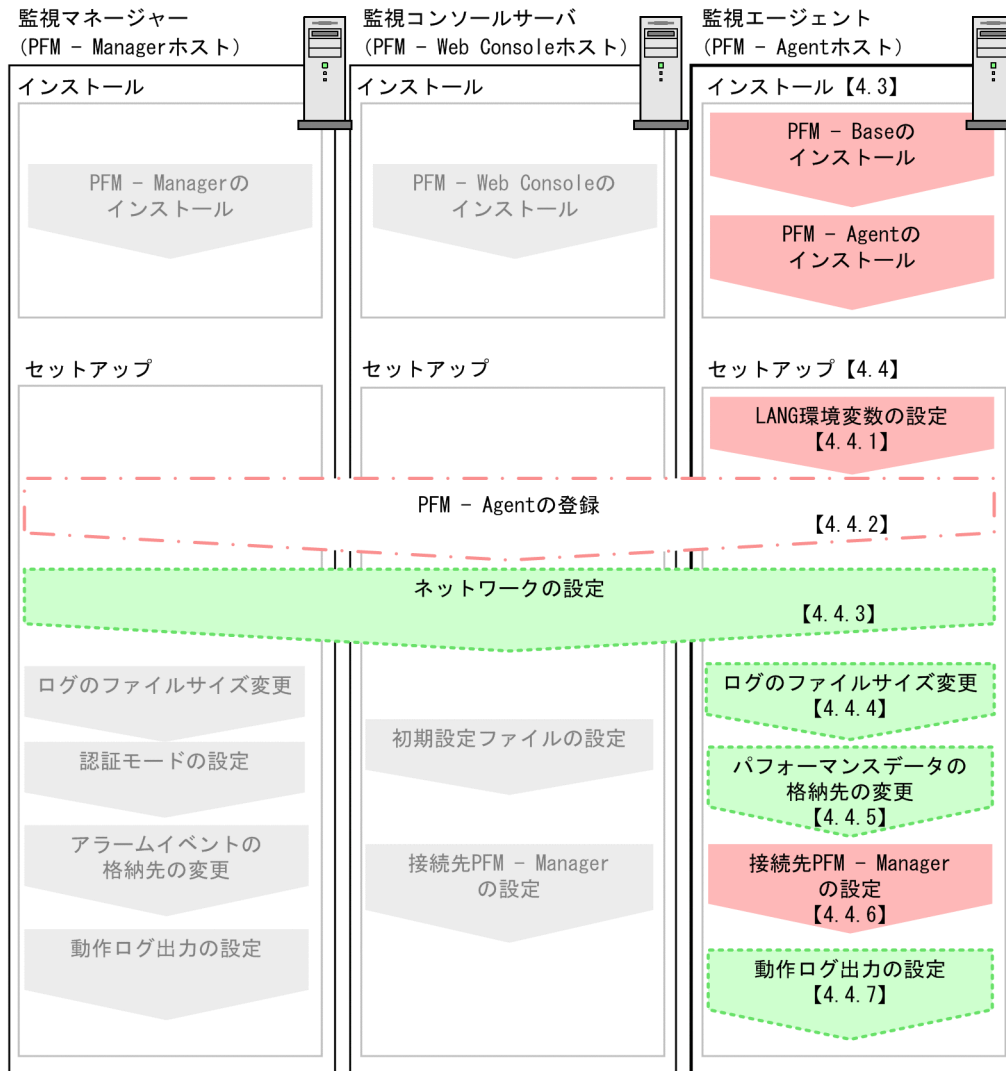 監視マネージャー
(PFM - Managerホスト)
インストール
PFM - Managerの
インストール
セットアップ
監視コンソールサーバ
(PFM - Web Consoleホスト)
インストール
PFM - Web Consoleの
インストール
セットアップ
監視エージェント
(PFM - Agentホスト)
インストール【4.3】
PFM - Baseの
インストール
PFM - Agentの
インストール
セットアップ【4.4】
LANG環境変数の設定
【4.4.1】
PFM - Agentの登録
【4.4.2】
ネットワークの設定
【4.4.3】
ログのファイルサイズ変更
認証モードの設定
アラームイベントの
格納先の変更
動作ログ出力の設定
初期設定ファイルの設定
接続先PFM - Manager
の設定
ログのファイルサイズ変更
【4.4.4】
パフォーマンスデータの
格納先の変更
【4.4.5】
接続先PFM - Manager
の設定
【4.4.6】
動作ログ出力の設定
【4.4.7】